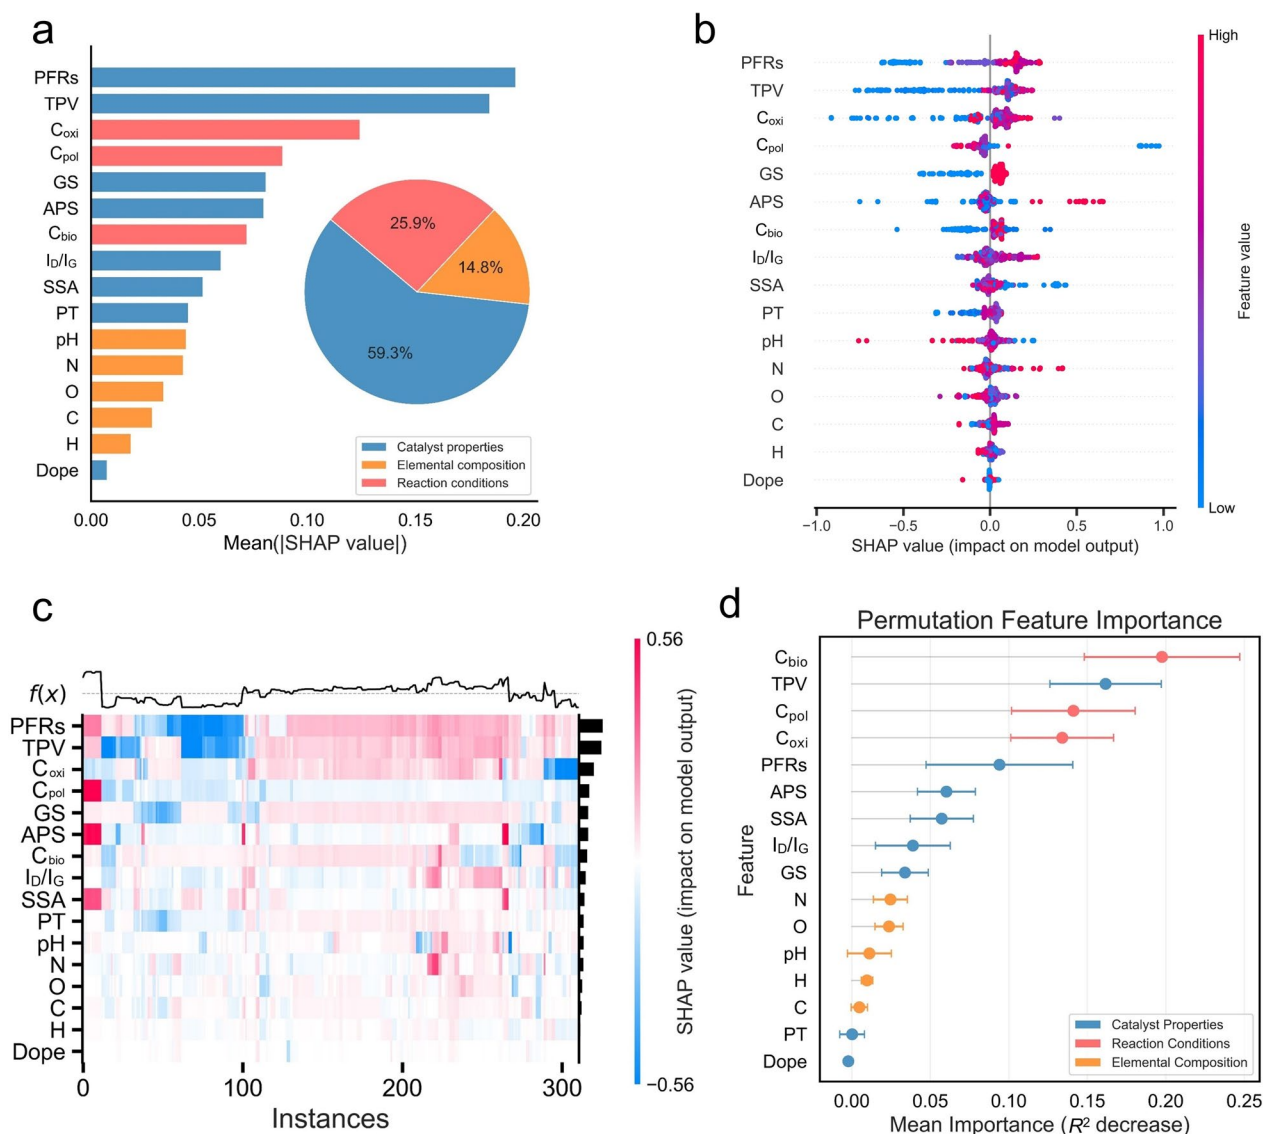 a
PFRs
TPV
Coxi
Cpol
GS
APS
Cbio
ID/IG
SSA
PT
pH
N
O
C
H
Dope
25.9%
14.8%
59.3%
Catalyst properties
Elemental composition
Reaction conditions
0.00 0.05 0.10 0.15 0.20
Mean(|SHAP value|)
b
PFRs
TPV
Coxi
Cpol
GS
APS
Cbio
ID/IG
SSA
PT
pH
N
O
C
H
Dope
−1.0 −0.5 0.0 0.5 1.0
SHAP value (impact on model output)
High
Low
Feature value
c
f(x)
PFRs
TPV
Coxi
Cpol
GS
APS
Cbio
ID/IG
SSA
PT
pH
N
O
C
H
Dope
0 100 200 300
Instances
0.56
−0.56
SHAP value (impact on model output)
d
Permutation Feature Importance
Cbio
TPV
Cpol
Coxi
PFRs
APS
SSA
ID/IG
GS
N
O
pH
H
C
PT
Dope
Feature
Catalyst Properties
Reaction Conditions
Elemental Composition
0.00 0.05 0.10 0.15 0.20 0.25
Mean Importance (R² decrease)